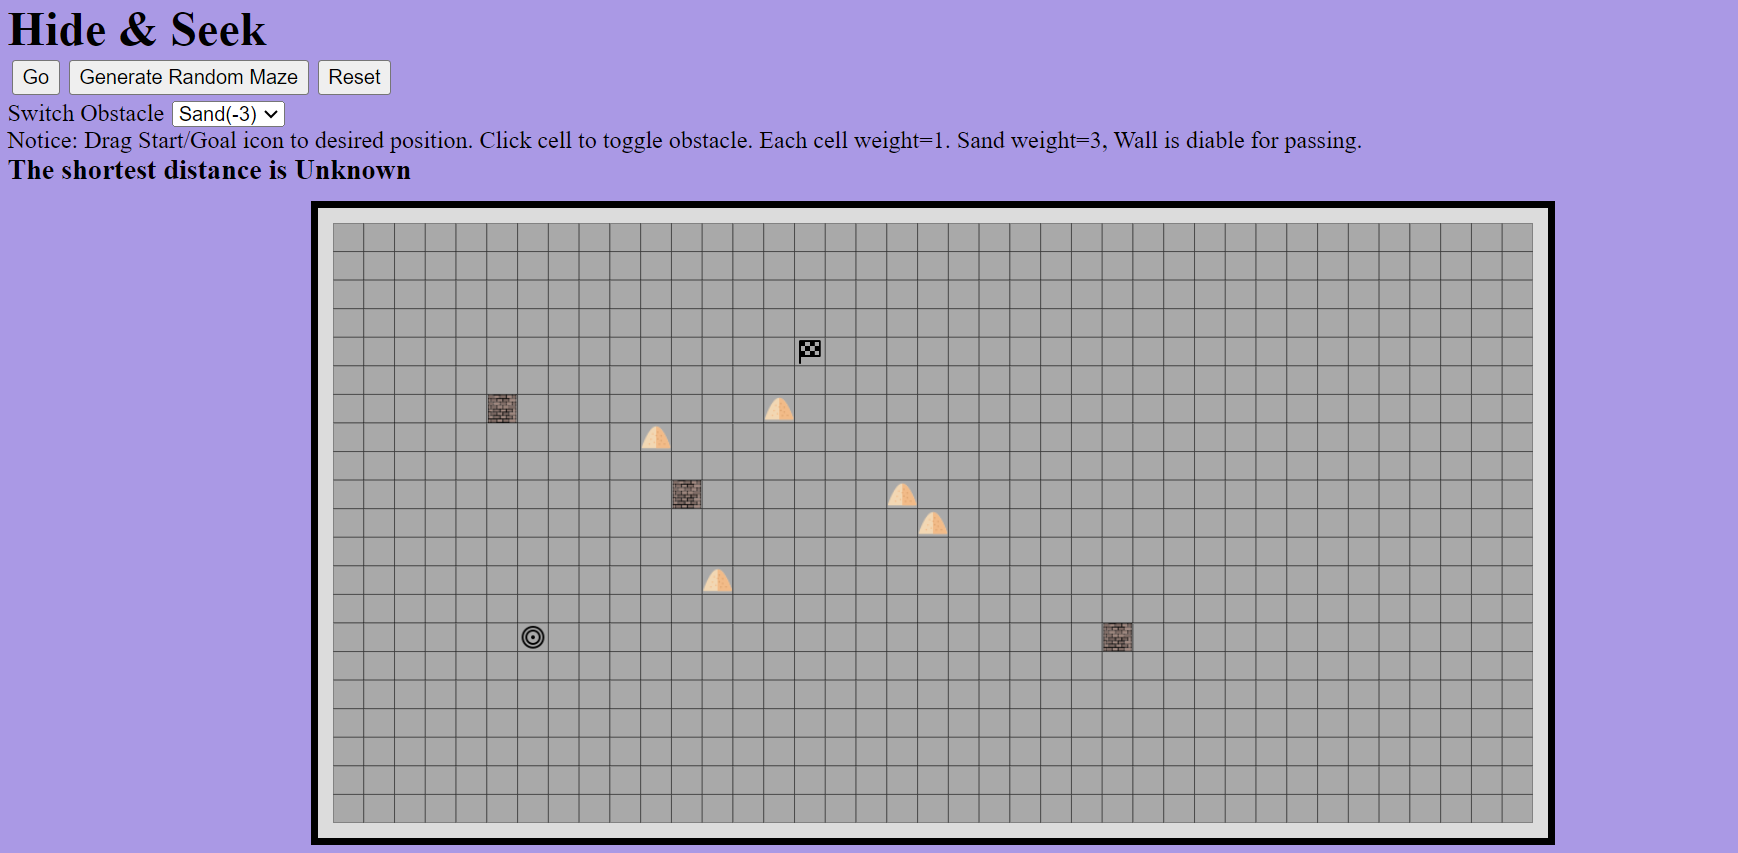 Hide & Seek
Go Generate Random Maze Reset
Switch Obstacle Sand(-3)
Notice: Drag Start/Goal icon to desired position. Click cell to toggle obstacle. Each cell weight=1. Sand weight=3, Wall is diable for passing.
The shortest distance is Unknown